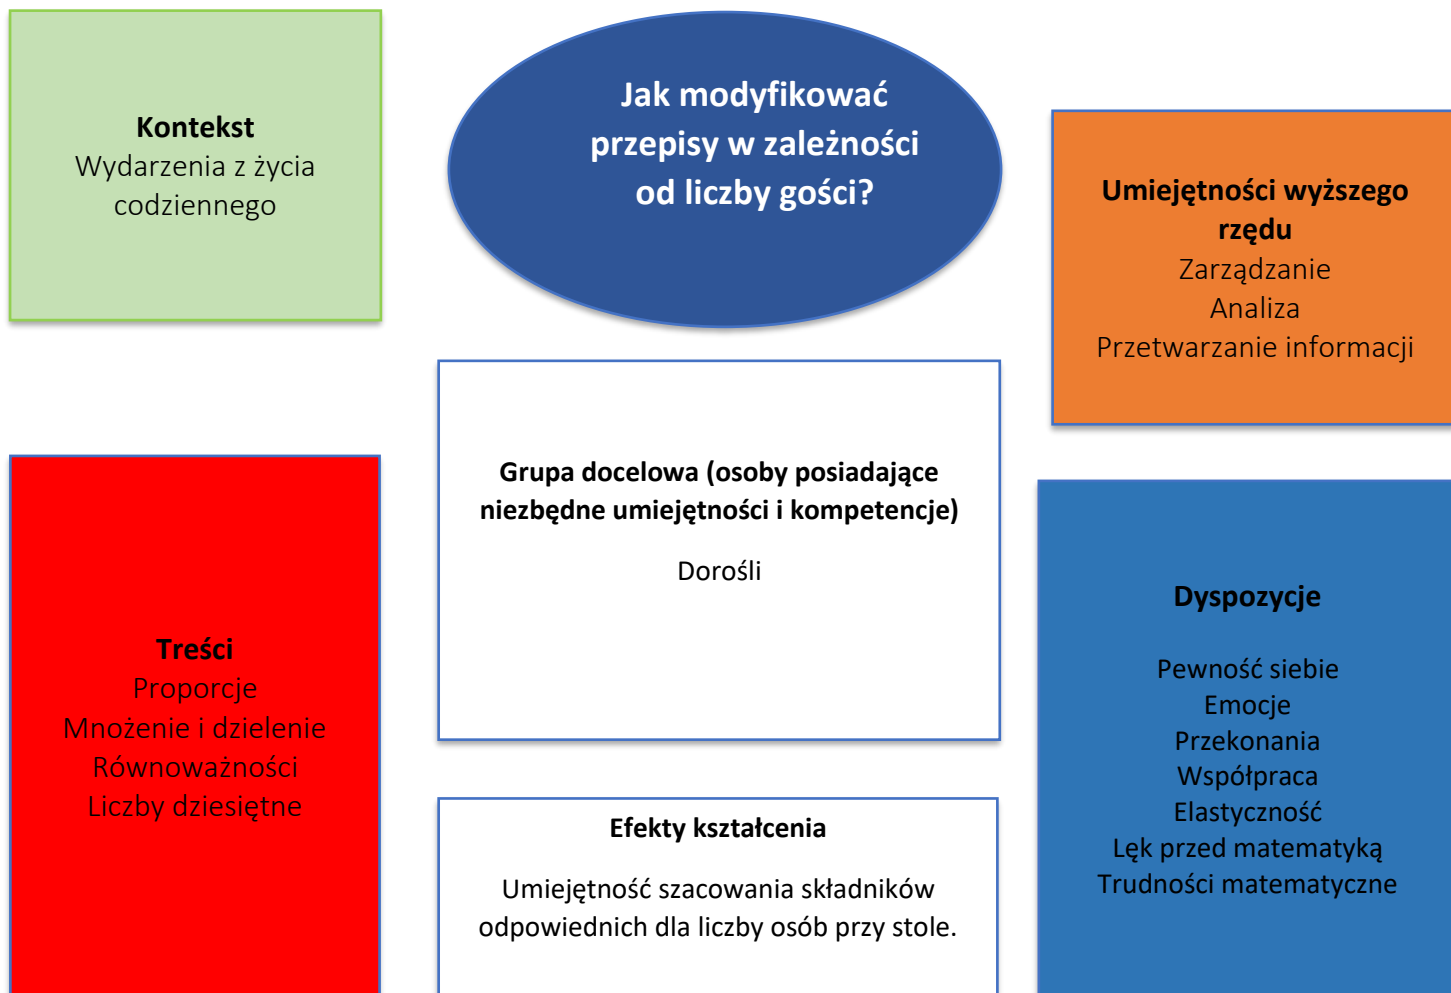 Kontekst
Wydarzenia z życia
codziennego
Jak modyfikować
przepisy w zależności
od liczby gości?
Umiejętności wyższego
rzędu
Zarządzanie
Analiza
Przetwarzanie informacji
Grupa docelowa (osoby posiadające
niezbędne umiejętności i kompetencje)
Dorośli
Treści
Proporcje
Mnożenie i dzielenie
Równoważności
Liczby dziesiętne
Efekty kształcenia
Umiejętność szacowania składników
odpowiednich dla liczby osób przy stole.
Dyspozycje
Pewność siebie
Emocje
Przekonania
Współpraca
Elastyczność
Lęk przed matematyką
Trudności matematyczne